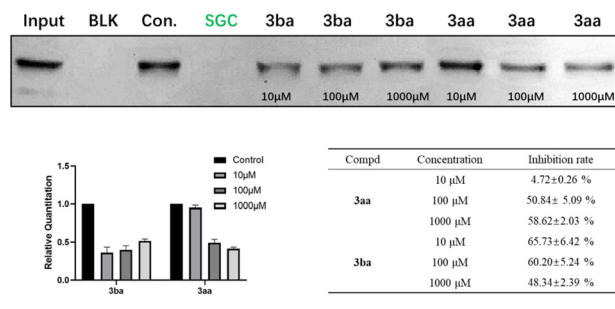 Input BLK Con. SGC 3ba 3ba 3ba 3aa 3aa 3aa
10μM 100μM 1000μM 10μM 100μM 1000μM
Relative Quantitation
1.5
1.0
0.5
0.0
3ba 3aa
Control
10μM
100μM
1000μM
Compd Concentration Inhibition rate
10 μM 4.72±0.26 %
3aa 100 μM 50.84± 5.09 %
1000 μM 58.62±2.03 %
10 μM 65.73±6.42 %
3ba 100 μM 60.20±5.24 %
1000 μM 48.34±2.39 %